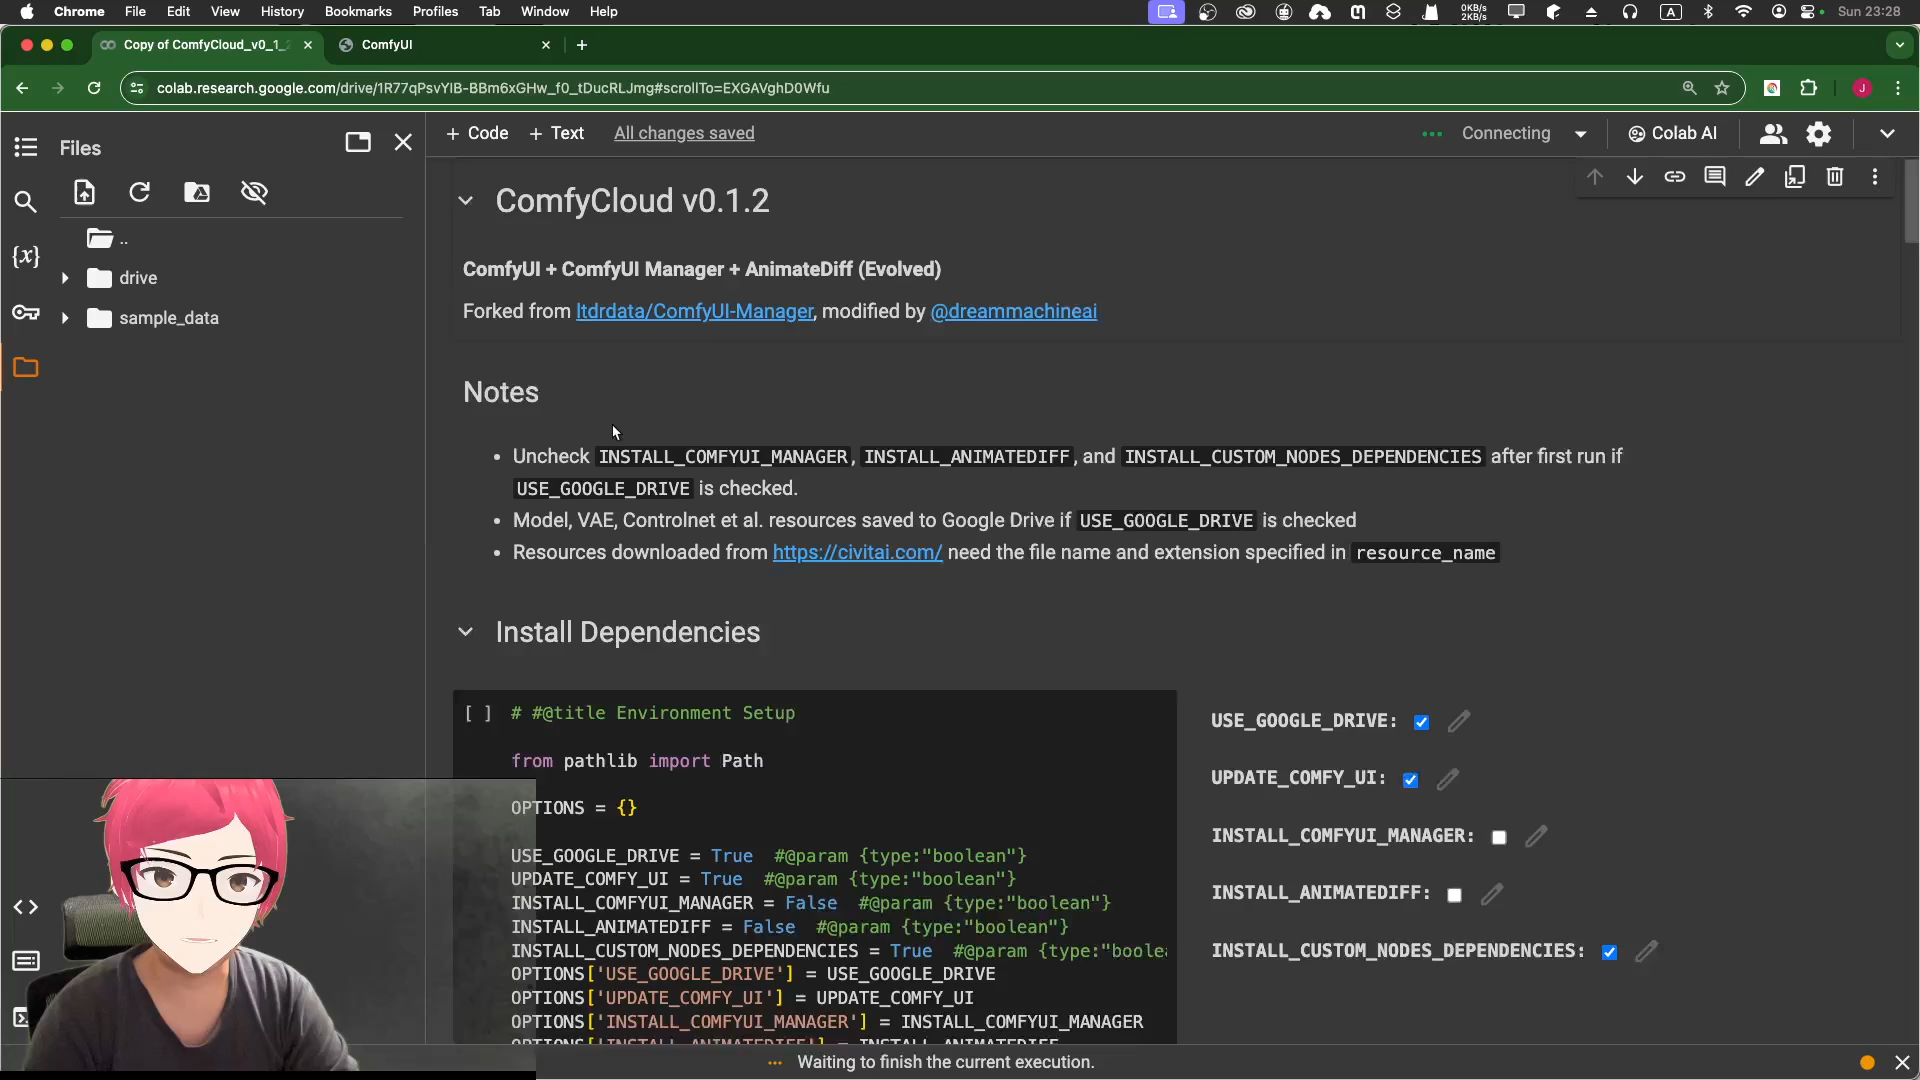 Chrome File Edit View History Bookmarks Profiles Tab Window Help 0KB/s 2KB/s A Sun 23:28
Copy of ComfyCloud_v0_1_ ComfyUI
colab.research.google.com/drive/1R77qPsvYIB-BBm6xGHw_f0_tDucRLJmg#scrollTo=EXGAVghD0Wfu J
Files
+ Code + Text All changes saved Connecting Colab AI
..
drive
sample_data
{x}
ComfyCloud v0.1.2
ComfyUI + ComfyUI Manager + AnimateDiff (Evolved)
Forked from ltdrdata/ComfyUI-Manager, modified by @dreammachineai
Notes
• Uncheck INSTALL_COMFYUI_MANAGER, INSTALL_ANIMATEDIFF, and INSTALL_CUSTOM_NODES_DEPENDENCIES after first run if
USE_GOOGLE_DRIVE is checked.
• Model, VAE, Controlnet et al. resources saved to Google Drive if USE_GOOGLE_DRIVE is checked
• Resources downloaded from https://civitai.com/ need the file name and extension specified in resource_name
Install Dependencies
[ ] # #@title Environment Setup
from pathlib import Path
OPTIONS = {}
USE_GOOGLE_DRIVE = True #@param {type:"boolean"}
UPDATE_COMFY_UI = True #@param {type:"boolean"}
INSTALL_COMFYUI_MANAGER = False #@param {type:"boolean"}
INSTALL_ANIMATEDIFF = False #@param {type:"boolean"}
INSTALL_CUSTOM_NODES_DEPENDENCIES = True #@param {type:"boole
OPTIONS['USE_GOOGLE_DRIVE'] = USE_GOOGLE_DRIVE
OPTIONS['UPDATE_COMFY_UI'] = UPDATE_COMFY_UI
OPTIONS['INSTALL_COMFYUI_MANAGER'] = INSTALL_COMFYUI_MANAGER
OPTIONS['INSTALL_ANIMATEDIFF'] = INSTALL_ANIMATEDIFF
USE_GOOGLE_DRIVE:
UPDATE_COMFY_UI:
INSTALL_COMFYUI_MANAGER:
INSTALL_ANIMATEDIFF:
INSTALL_CUSTOM_NODES_DEPENDENCIES:
Waiting to finish the current execution.